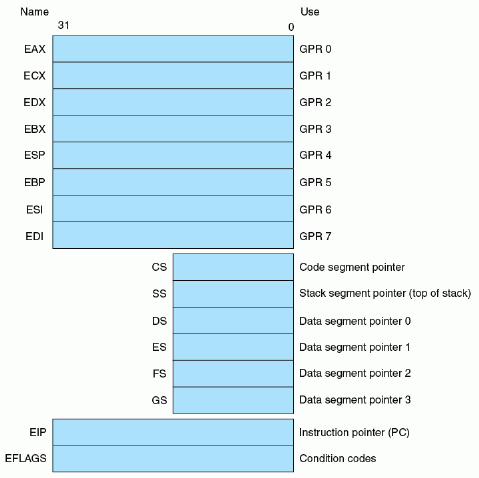 Name Use
31 0
EAX GPR 0
ECX GPR 1
EDX GPR 2
EBX GPR 3
ESP GPR 4
EBP GPR 5
ESI GPR 6
EDI GPR 7
CS Code segment pointer
SS Stack segment pointer (top of stack)
DS Data segment pointer 0
ES Data segment pointer 1
FS Data segment pointer 2
GS Data segment pointer 3
EIP Instruction pointer (PC)
EFLAGS Condition codes